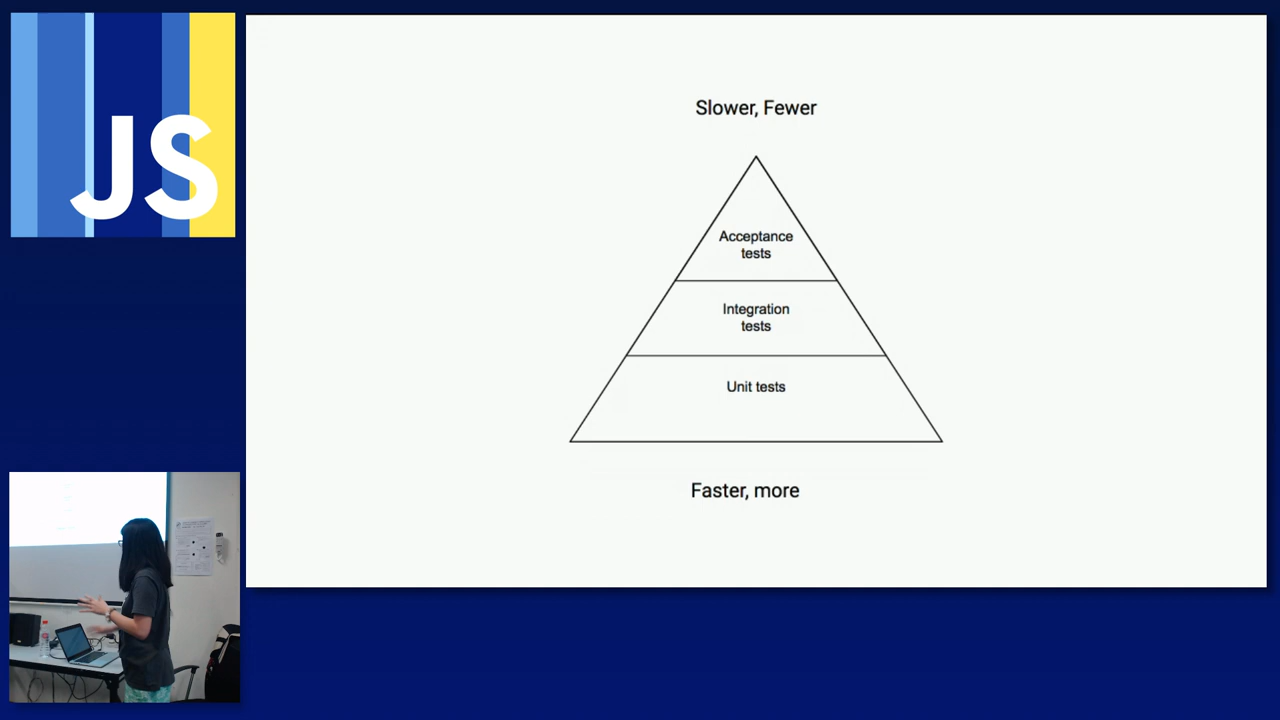 JS
Slower, Fewer
Acceptance
tests
Integration
tests
Unit tests
Faster, more